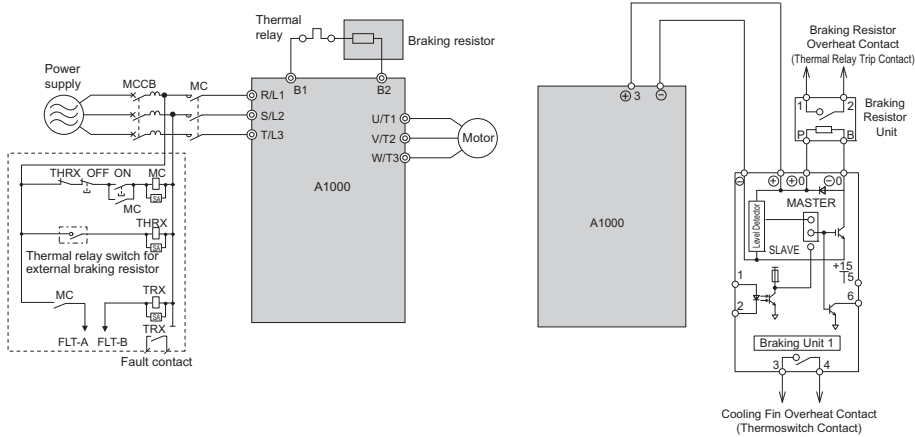 Thermal
relay
Braking resistor
Power
supply
MCCB
MC
B1
B2
R/L1
S/L2
T/L3
U/T1
V/T2
W/T3
Motor
A1000
THRX OFF ON MC
SA
MC
THRX
SA
Thermal relay switch for
external braking resistor
MC
TRX
SA
TRX
FLT-A FLT-B
Fault contact
⊕ 3 ⊖
A1000
Braking Resistor
Overheat Contact
(Thermal Relay Trip Contact)
1 2
P B
Braking
Resistor
Unit
⊖ ⊕ ⊕0 ⊖0
MASTER
Level Detector
SLAVE
+15
5
1
2
6
Braking Unit 1
3 4
Cooling Fin Overheat Contact
(Thermoswitch Contact)